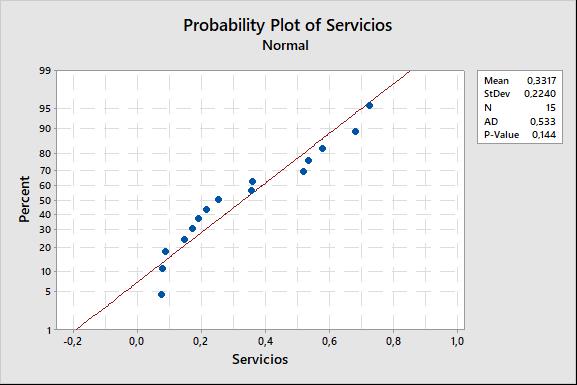 Probability Plot of Servicios
Normal
99
95
90
80
70
60
50
40
30
20
10
5
1
Percent
-0,2
0,0
0,2
0,4
0,6
0,8
1,0
Servicios
Mean 0,3317
StDev 0,2240
N 15
AD 0,533
P-Value 0,144